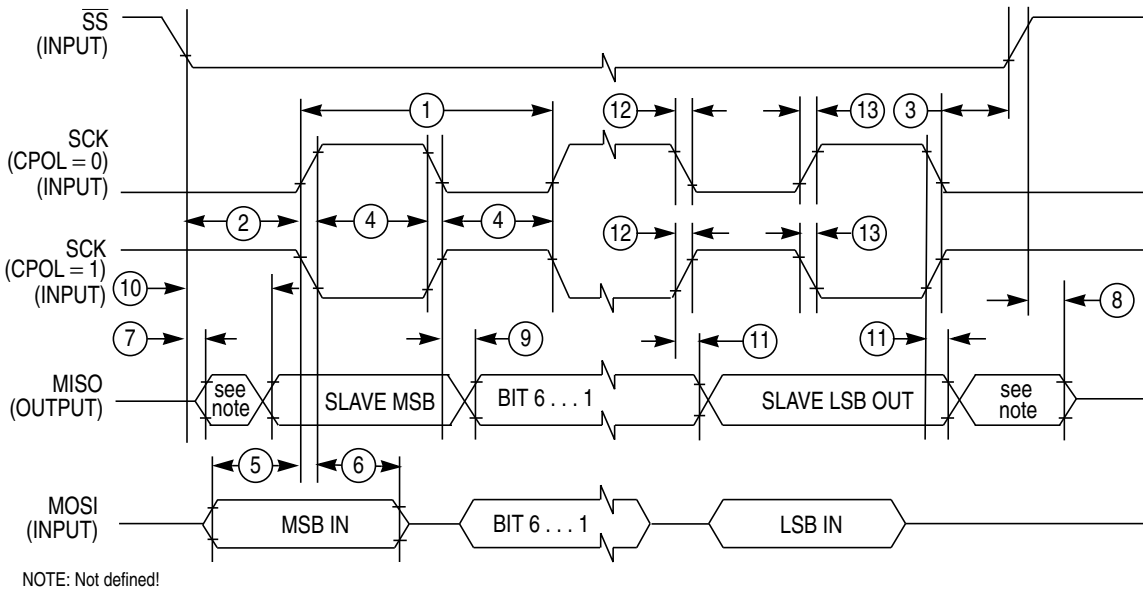 SS
(INPUT)
1
12
13
3
SCK
(CPOL = 0)
(INPUT)
2
4
4
12
13
SCK
(CPOL = 1)
(INPUT)
10
8
7
9
11
11
MISO
(OUTPUT)
see
note
SLAVE MSB
BIT 6 . . . 1
SLAVE LSB OUT
see
note
5
6
MOSI
(INPUT)
MSB IN
BIT 6 . . . 1
LSB IN
NOTE: Not defined!